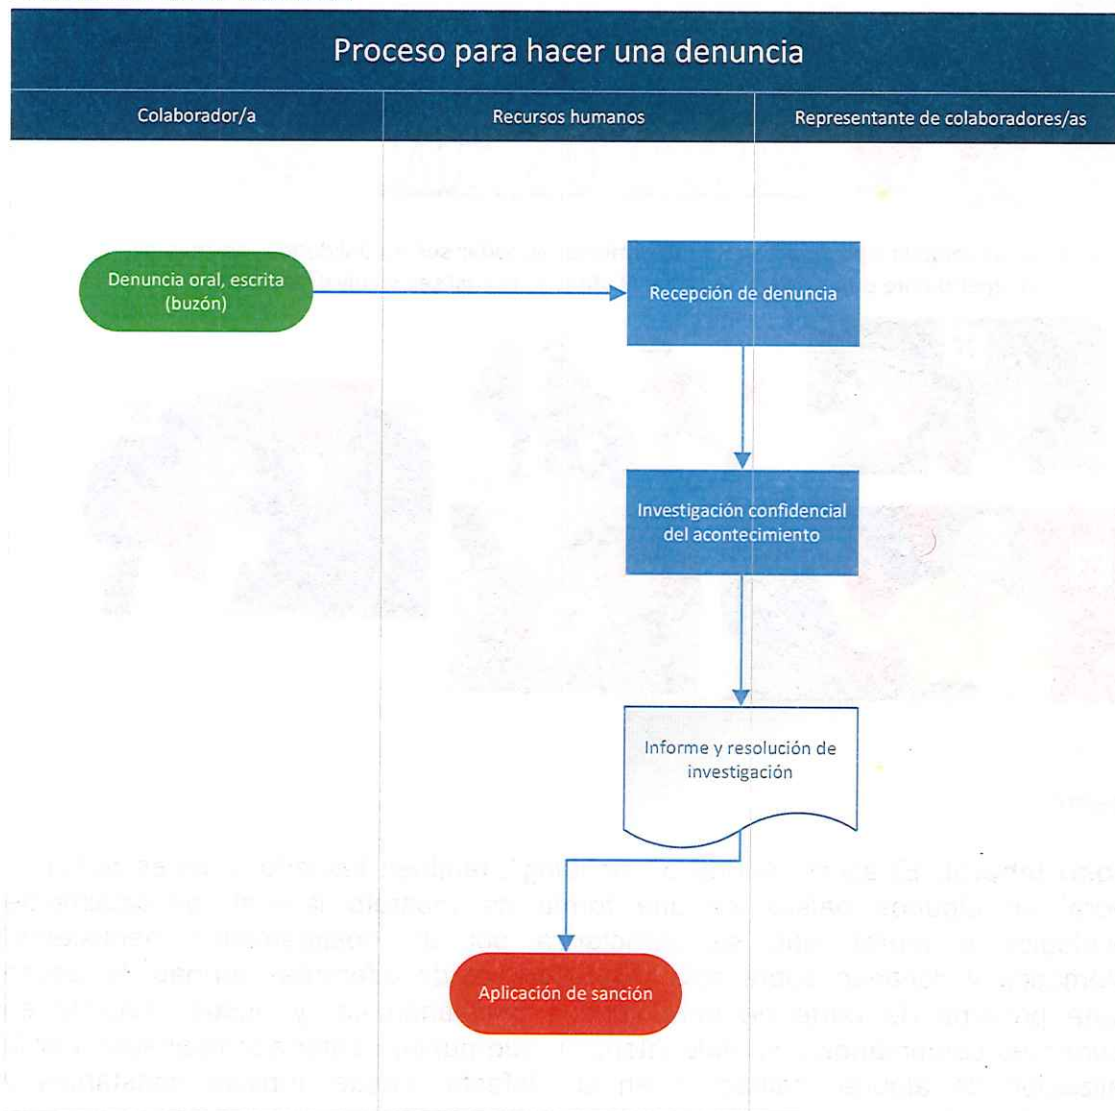 Proceso para hacer una denuncia
Colaborador/a
Recursos humanos
Representante de colaboradores/as
Denuncia oral, escrita
(buzón)
Recepción de denuncia
Investigación confidencial
del acontecimiento
Informe y resolución de
investigación
Aplicación de sanción